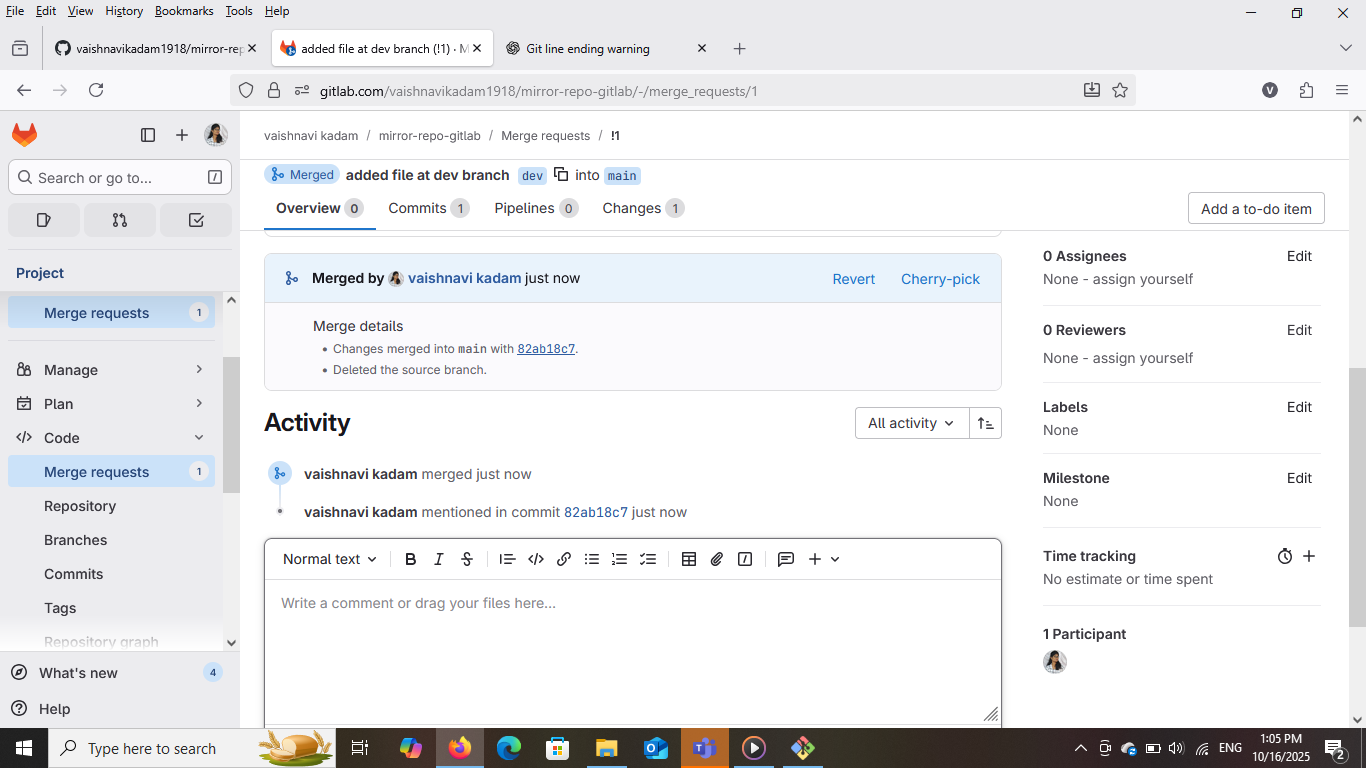 File Edit View History Bookmarks Tools Help
vaishnavikadam1918/mirror-rep
added file at dev branch (!1) · M
Git line ending warning
gitlab.com/vaishnavikadam1918/mirror-repo-gitlab/-/merge_requests/1
V
vaishnavi kadam / mirror-repo-gitlab / Merge requests / !1
Search or go to... /
Merged added file at dev branch dev into main
Overview 0 Commits 1 Pipelines 0 Changes 1
Add a to-do item
Project
Merge requests 1
Manage
Plan
Code
Merge requests 1
Repository
Branches
Commits
Tags
Repository graph
What's new 4
Help
Merged by vaishnavi kadam just now Revert Cherry-pick
Merge details
• Changes merged into main with 82ab18c7.
• Deleted the source branch.
Activity
All activity
vaishnavi kadam merged just now
vaishnavi kadam mentioned in commit 82ab18c7 just now
Normal text
Write a comment or drag your files here...
0 Assignees Edit
None - assign yourself
0 Reviewers Edit
None - assign yourself
Labels Edit
None
Milestone Edit
None
Time tracking
No estimate or time spent
1 Participant
Type here to search
ENG
1:05 PM
10/16/2025
2